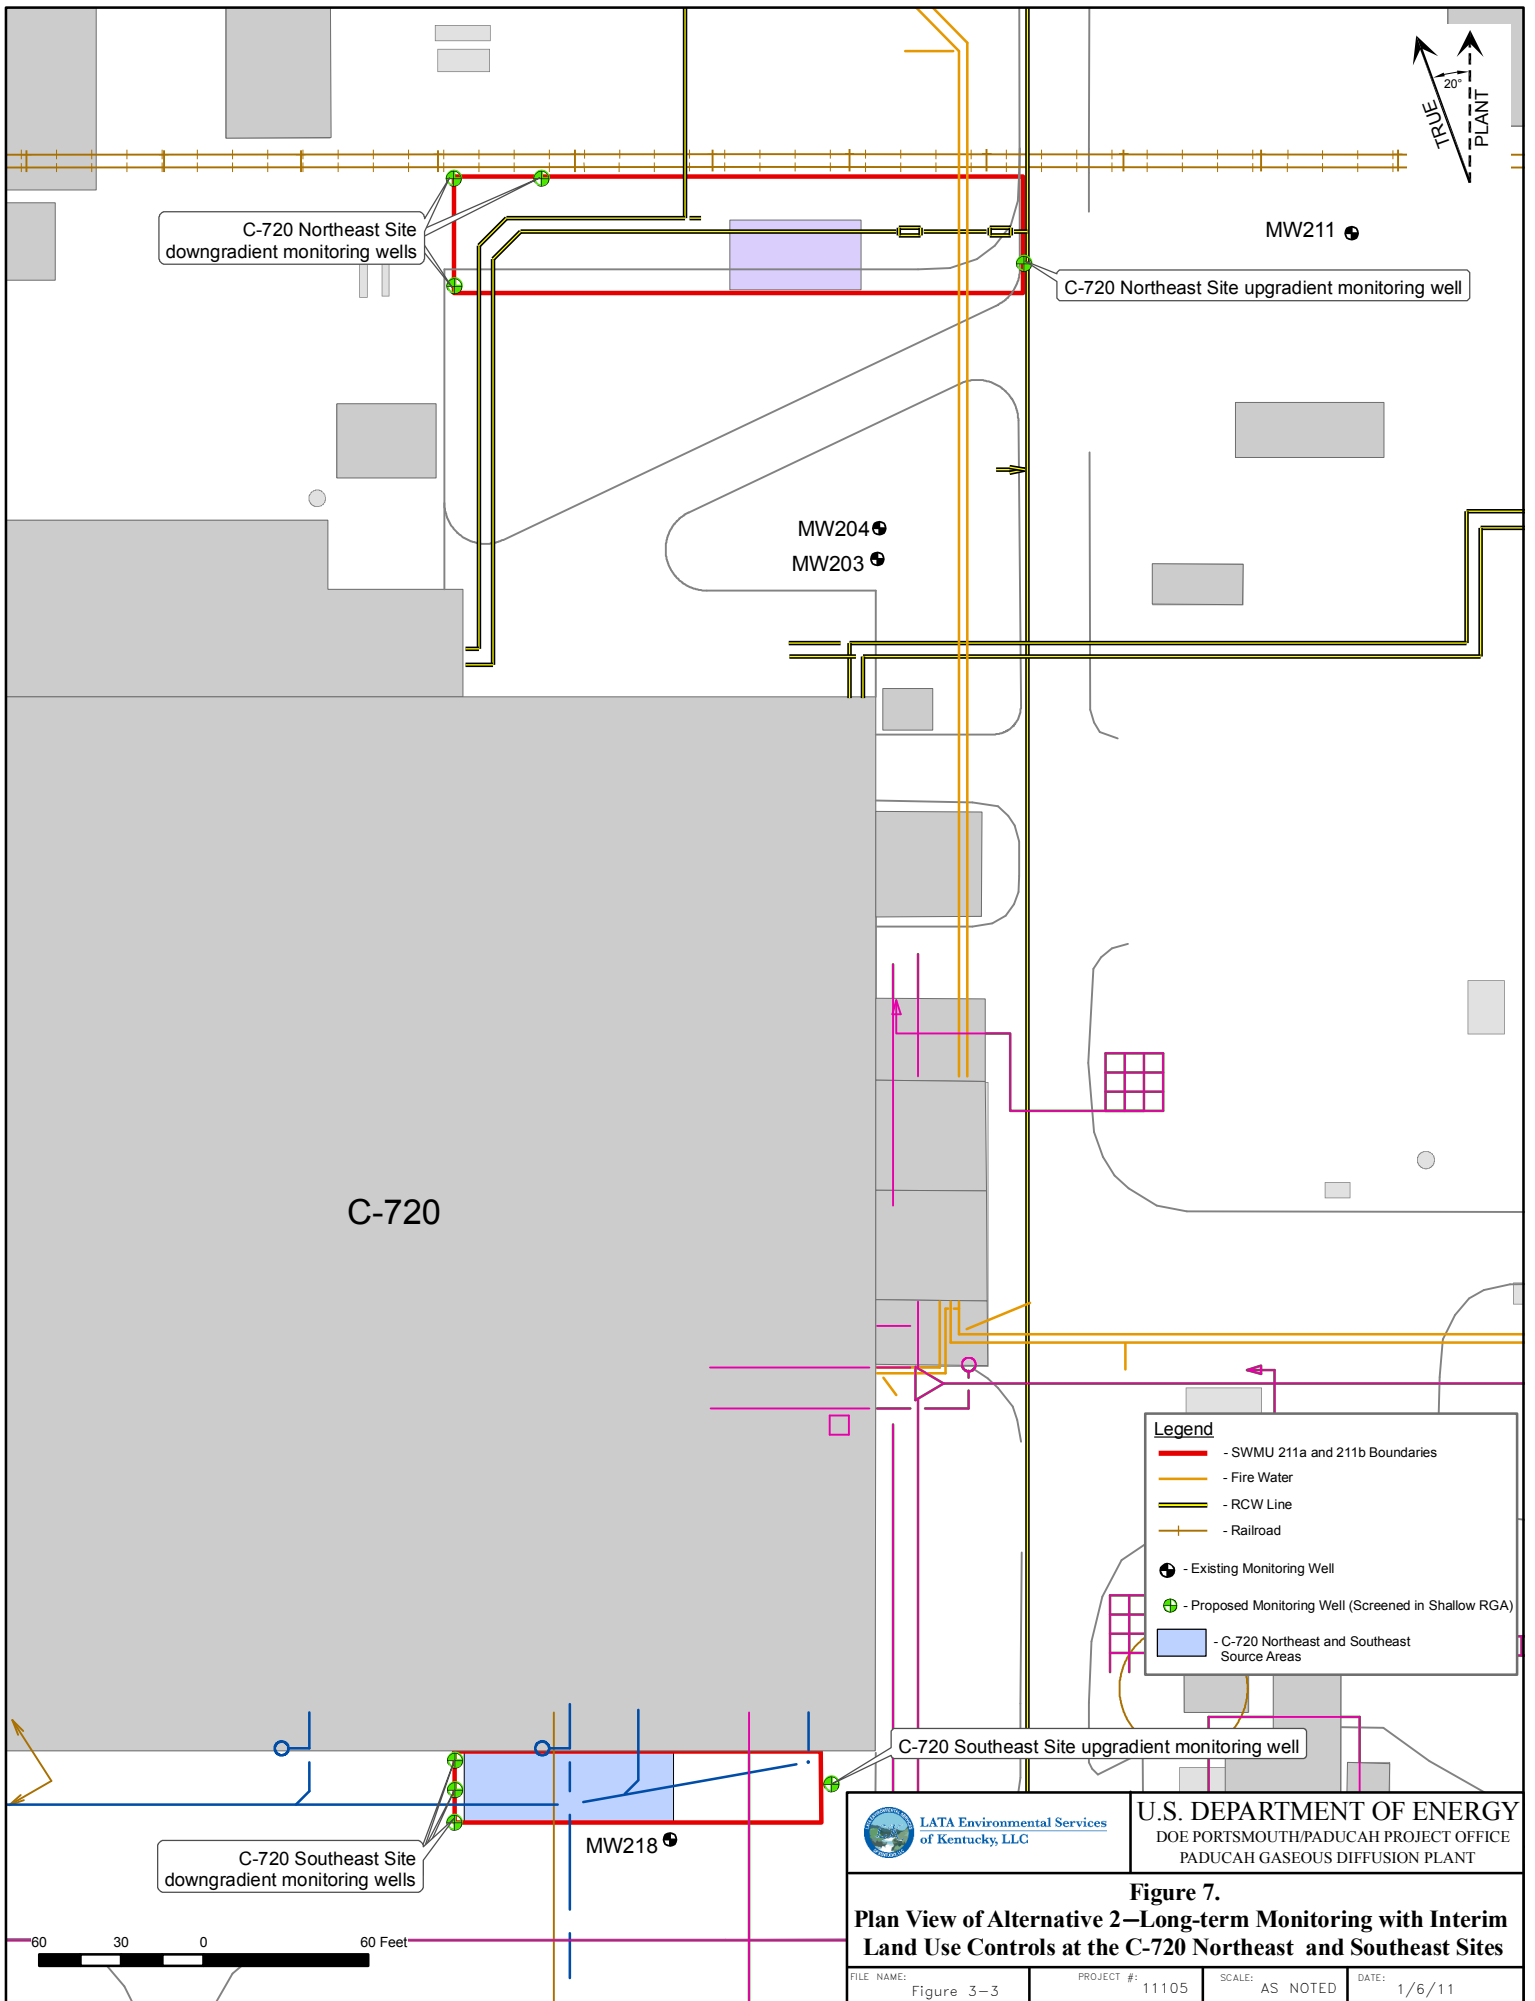 TRUE
20°
PLANT
C-720 Northeast Site
downgradient monitoring wells
MW211
C-720 Northeast Site upgradient monitoring well
MW204
MW203
C-720
Legend
- SWMU 211a and 211b Boundaries
- Fire Water
- RCW Line
- Railroad
- Existing Monitoring Well
- Proposed Monitoring Well (Screened in Shallow RGA)
- C-720 Northeast and Southeast
Source Areas
C-720 Southeast Site upgradient monitoring well
MW218
C-720 Southeast Site
downgradient monitoring wells
60 30 0 60 Feet
LATA Environmental Services
of Kentucky, LLC
U.S. DEPARTMENT OF ENERGY
DOE PORTSMOUTH/PADUCAH PROJECT OFFICE
PADUCAH GASEOUS DIFFUSION PLANT
Figure 7.
Plan View of Alternative 2—Long-term Monitoring with Interim
Land Use Controls at the C-720 Northeast and Southeast Sites
FILE NAME: Figure 3-3
PROJECT #: 11105
SCALE: AS NOTED
DATE: 1/6/11